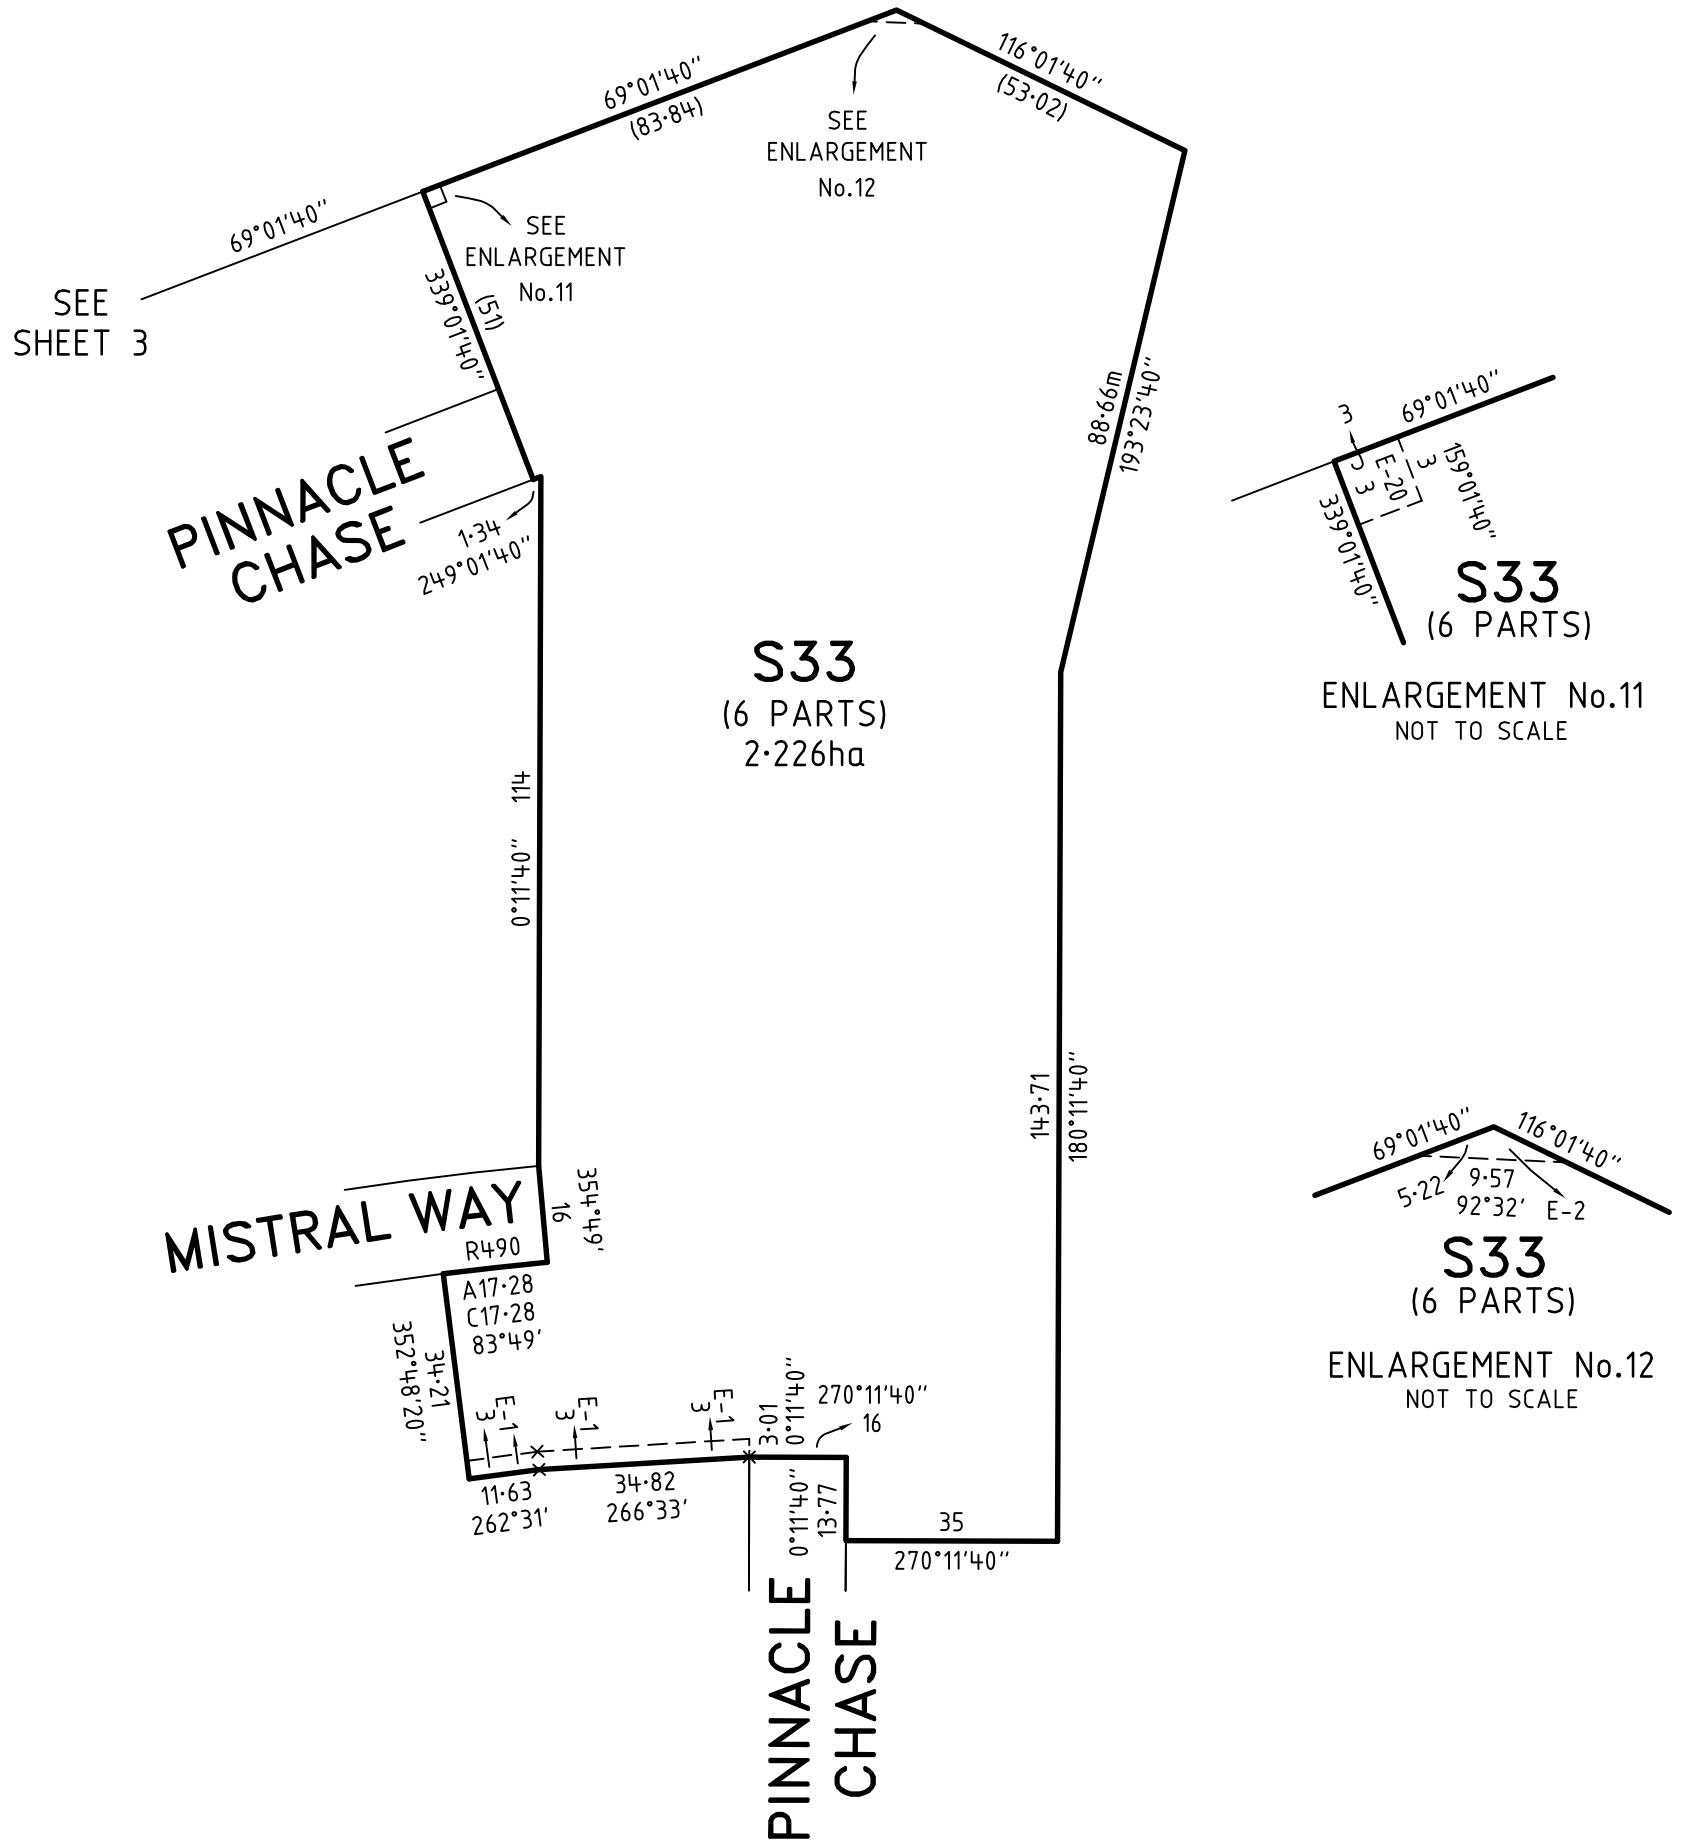 69°01'40"
(83·84)
116°01'40"
(53·02)
SEE
ENLARGEMENT
No.12
69°01'40"
SEE
ENLARGEMENT
No.11
SEE
SHEET 3
339°01'40"
(51)
88·66m
193°23'40"
PINNACLE
CHASE
1·34
249°01'40"
S33
(6 PARTS)
2·226ha
114
0°11'40"
143·71
180°11'40"
354°49'
16
MISTRAL WAY
R490
A17·28
C17·28
83°49'
352°48'20"
34·21
E-1
3
E-1
3
E-1
3
3·01
0°11'40"
270°11'40"
16
11·63
262°31'
34·82
266°33'
0°11'40"
13·77
35
270°11'40"
PINNACLE
CHASE
69°01'40"
3
3
E-20
3
159°01'40"
339°01'40"
S33
(6 PARTS)
ENLARGEMENT No.11
NOT TO SCALE
69°01'40"
116°01'40"
5·22
9·57
92°32'
E-2
S33
(6 PARTS)
ENLARGEMENT No.12
NOT TO SCALE